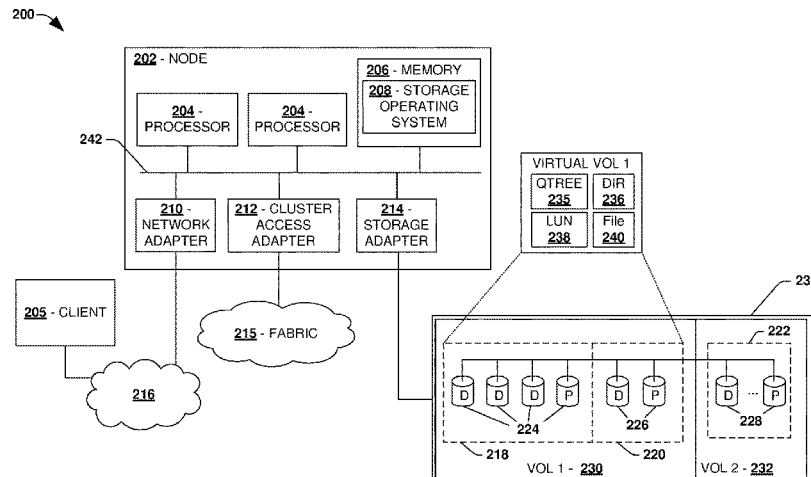 200
202 - NODE
206 - MEMORY
208 - STORAGE
OPERATING
SYSTEM
204 -
PROCESSOR
204 -
PROCESSOR
242
VIRTUAL VOL 1
QTREE
235
DIR
236
LUN
238
File
240
210 -
NETWORK
ADAPTER
212 - CLUSTER
ACCESS
ADAPTER
214 -
STORAGE
ADAPTER
205 - CLIENT
215 - FABRIC
216
222
D
D
D
P
D
P
D
...
P
224
226
228
218
220
VOL 1 - 230
VOL 2 - 232